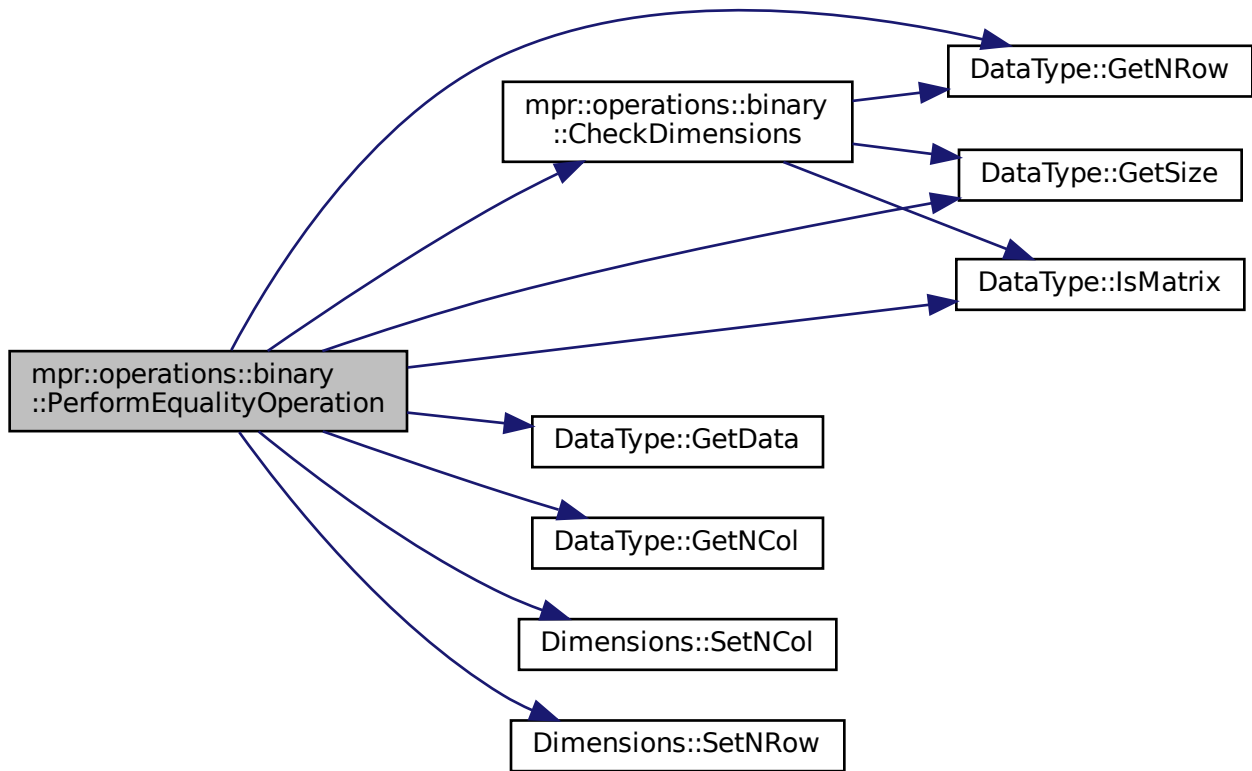 DataType::GetNRow
mpr::operations::binary
::CheckDimensions
DataType::GetSize
DataType::IsMatrix
mpr::operations::binary
::PerformEqualityOperation
DataType::GetData
DataType::GetNCol
Dimensions::SetNCol
Dimensions::SetNRow